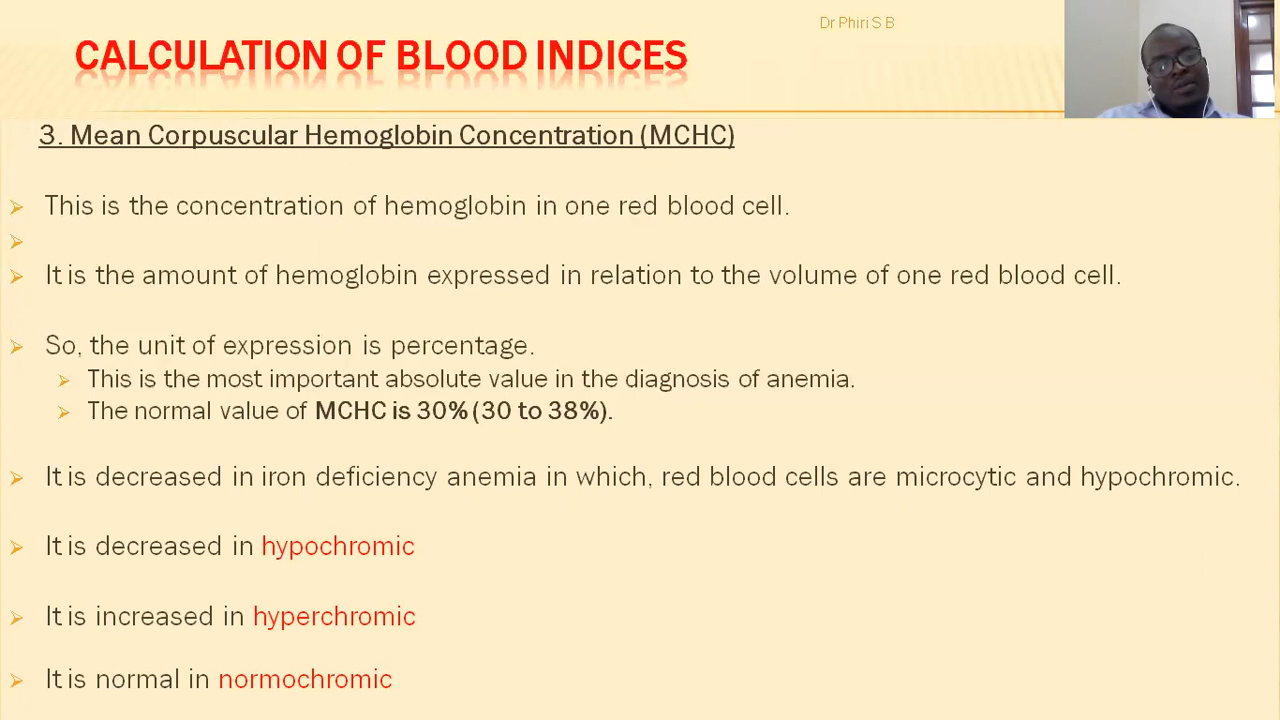 Dr Phiri S B
CALCULATION OF BLOOD INDICES
3. Mean Corpuscular Hemoglobin Concentration (MCHC)
This is the concentration of hemoglobin in one red blood cell.
It is the amount of hemoglobin expressed in relation to the volume of one red blood cell.
So, the unit of expression is percentage.
This is the most important absolute value in the diagnosis of anemia.
The normal value of MCHC is 30% (30 to 38%).
It is decreased in iron deficiency anemia in which, red blood cells are microcytic and hypochromic.
It is decreased in hypochromic
It is increased in hyperchromic
It is normal in normochromic